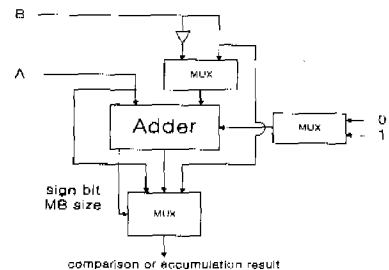 B
A
MUX
Adder
MUX
0
1
sign bit
MB size
MUX
comparison or accumulation result